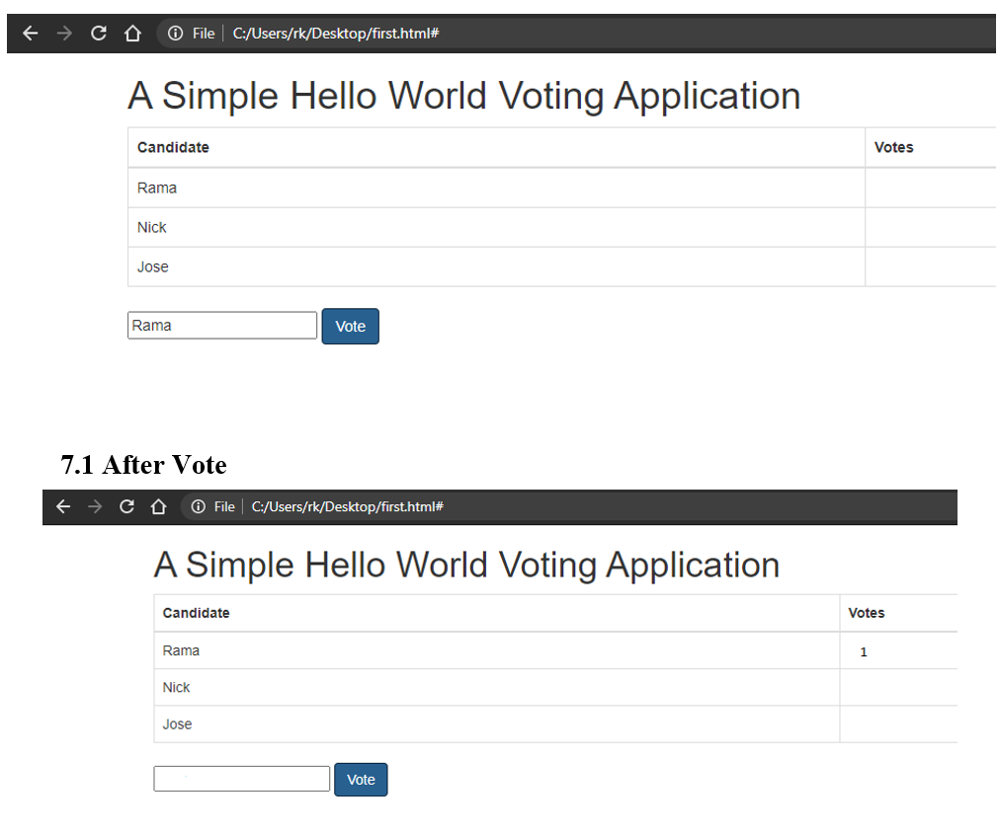 File C:/Users/rk/Desktop/first.html#
A Simple Hello World Voting Application
Candidate Votes
Rama
Nick
Jose
Rama Vote
7.1 After Vote
File C:/Users/rk/Desktop/first.html#
A Simple Hello World Voting Application
Candidate Votes
Rama 1
Nick
Jose
Vote